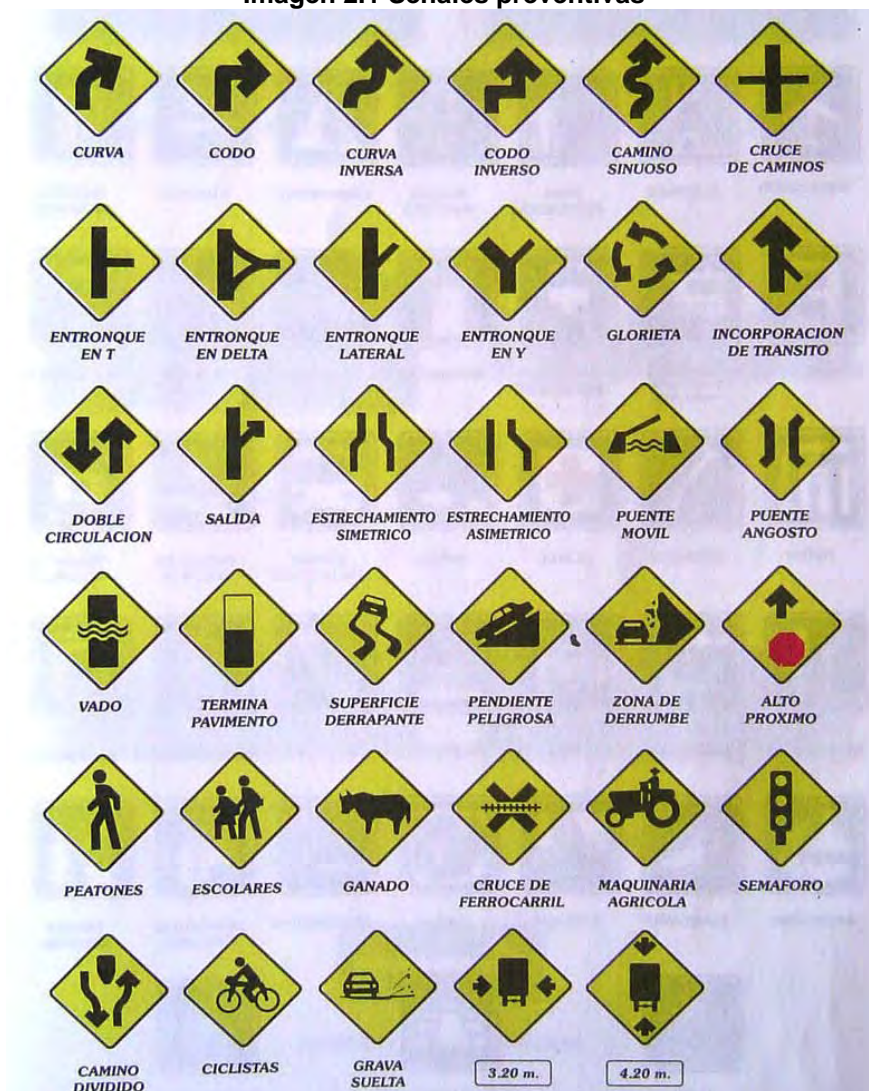 Imagen 2.1 Señales preventivas
CURVA
CODO
CURVA
INVERSA
CODO
INVERSO
CAMINO
SINUOSO
CRUCE
DE CAMINOS
ENTRONQUE
EN T
ENTRONQUE
EN DELTA
ENTRONQUE
LATERAL
ENTRONQUE
EN Y
GLORIETA
INCORPORACION
DE TRANSITO
DOBLE
CIRCULACION
SALIDA
ESTRECHAMIENTO
SIMETRICO
ESTRECHAMIENTO
ASIMETRICO
PUENTE
MOVIL
PUENTE
ANGOSTO
VADO
TERMINA
PAVIMENTO
SUPERFICIE
DERRAPANTE
PENDIENTE
PELIGROSA
ZONA DE
DERRUMBE
ALTO
PROXIMO
PEATONES
ESCOLARES
GANADO
CRUCE DE
FERROCARRIL
MAQUINARIA
AGRICOLA
SEMAFORO
CAMINO
DIVIDIDO
CICLISTAS
GRAVA
SUELTA
3.20 m.
4.20 m.